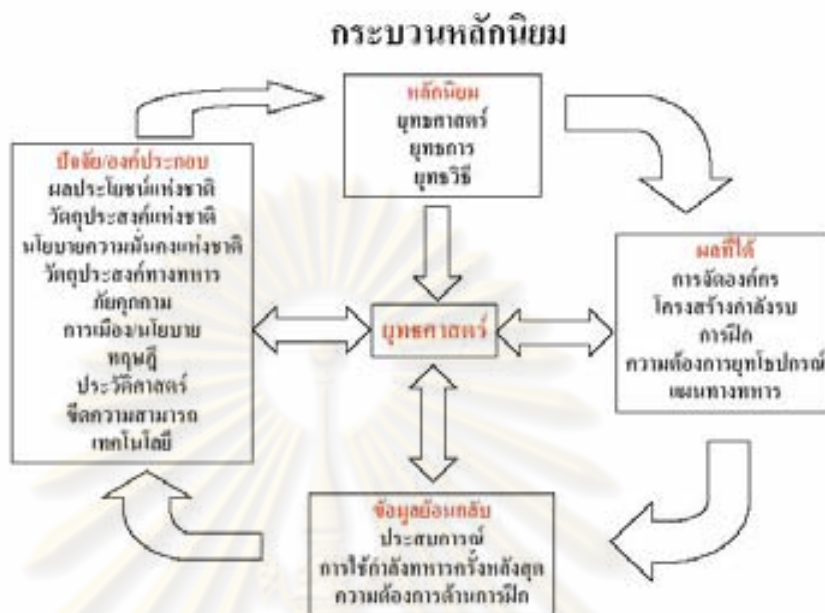 กระบวนหลักนิยม
หลักนิยม
ยุทธศาสตร์
ยุทธการ
ยุทธวิธี
ปัจจัย/องค์ประกอบ
ผลประโยชน์แห่งชาติ
วัตถุประสงค์แห่งชาติ
นโยบายความมั่นคงแห่งชาติ
วัตถุประสงค์ทางทหาร
ภัยคุกคาม
การเมือง/นโยบาย
ทฤษฎี
ประวัติศาสตร์
ขีดความสามารถ
เทคโนโลยี
ยุทธศาสตร์
ผลที่ได้
การจัดองค์กร
โครงสร้างกำลังรบ
การฝึก
ความต้องการยุทโธปกรณ์
แผนทางทหาร
ข้อมูลย้อนกลับ
ประสบการณ์
การใช้กำลังทหารครั้งหลังสุด
ความต้องการด้านการฝึก